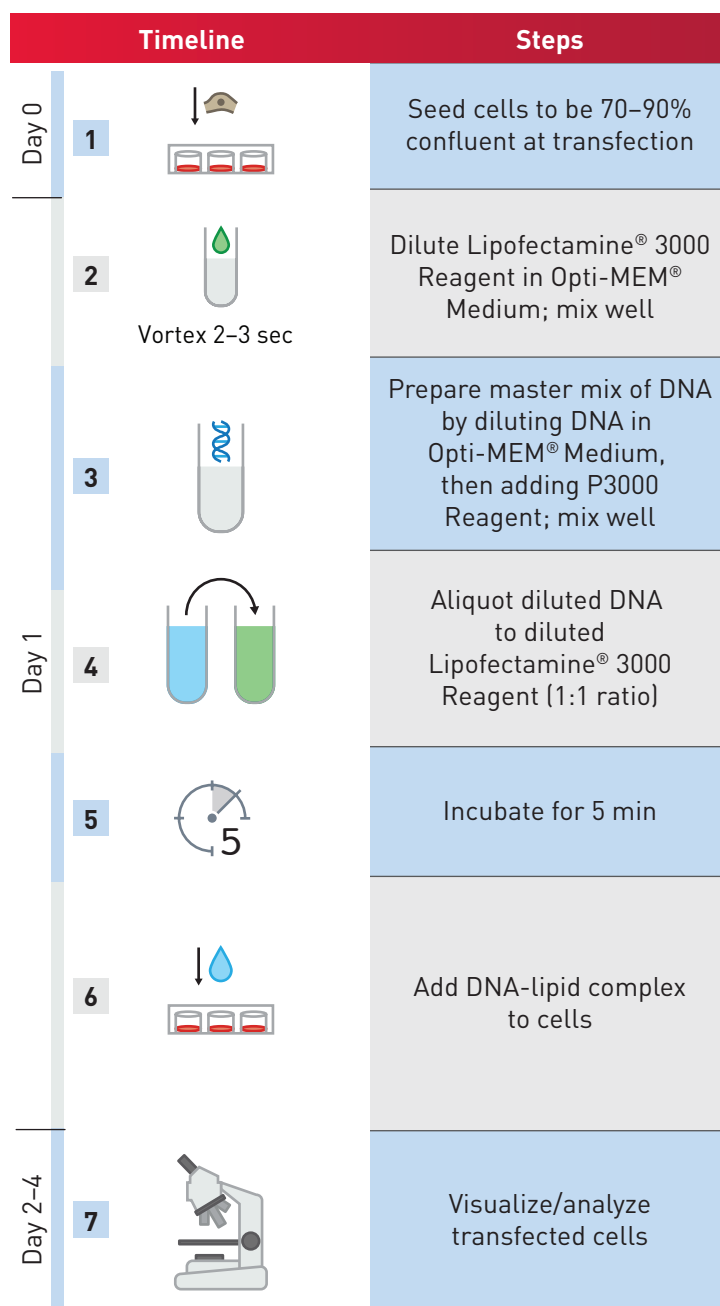 Timeline
Steps
Day 0
1
Seed cells to be 70–90%
confluent at transfection
Day 1
2
Vortex 2–3 sec
Dilute Lipofectamine® 3000
Reagent in Opti-MEM®
Medium; mix well
3
Prepare master mix of DNA
by diluting DNA in
Opti-MEM® Medium,
then adding P3000
Reagent; mix well
4
Aliquot diluted DNA
to diluted
Lipofectamine® 3000
Reagent (1:1 ratio)
5
5
Incubate for 5 min
6
Add DNA-lipid complex
to cells
Day 2–4
7
Visualize/analyze
transfected cells